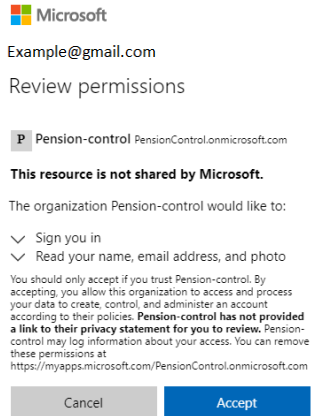 Microsoft
Example@gmail.com
Review permissions
P Pension-control PensionControl.onmicrosoft.com
This resource is not shared by Microsoft.
The organization Pension-control would like to:
Sign you in
Read your name, email address, and photo
You should only accept if you trust Pension-control. By
accepting, you allow this organization to access and process
your data to create, control, and administer an account
according to their policies. Pension-control has not provided
a link to their privacy statement for you to review. Pension-
control may log information about your access. You can remove
these permissions at
https://myapps.microsoft.com/PensionControl.onmicrosoft.com
Cancel Accept